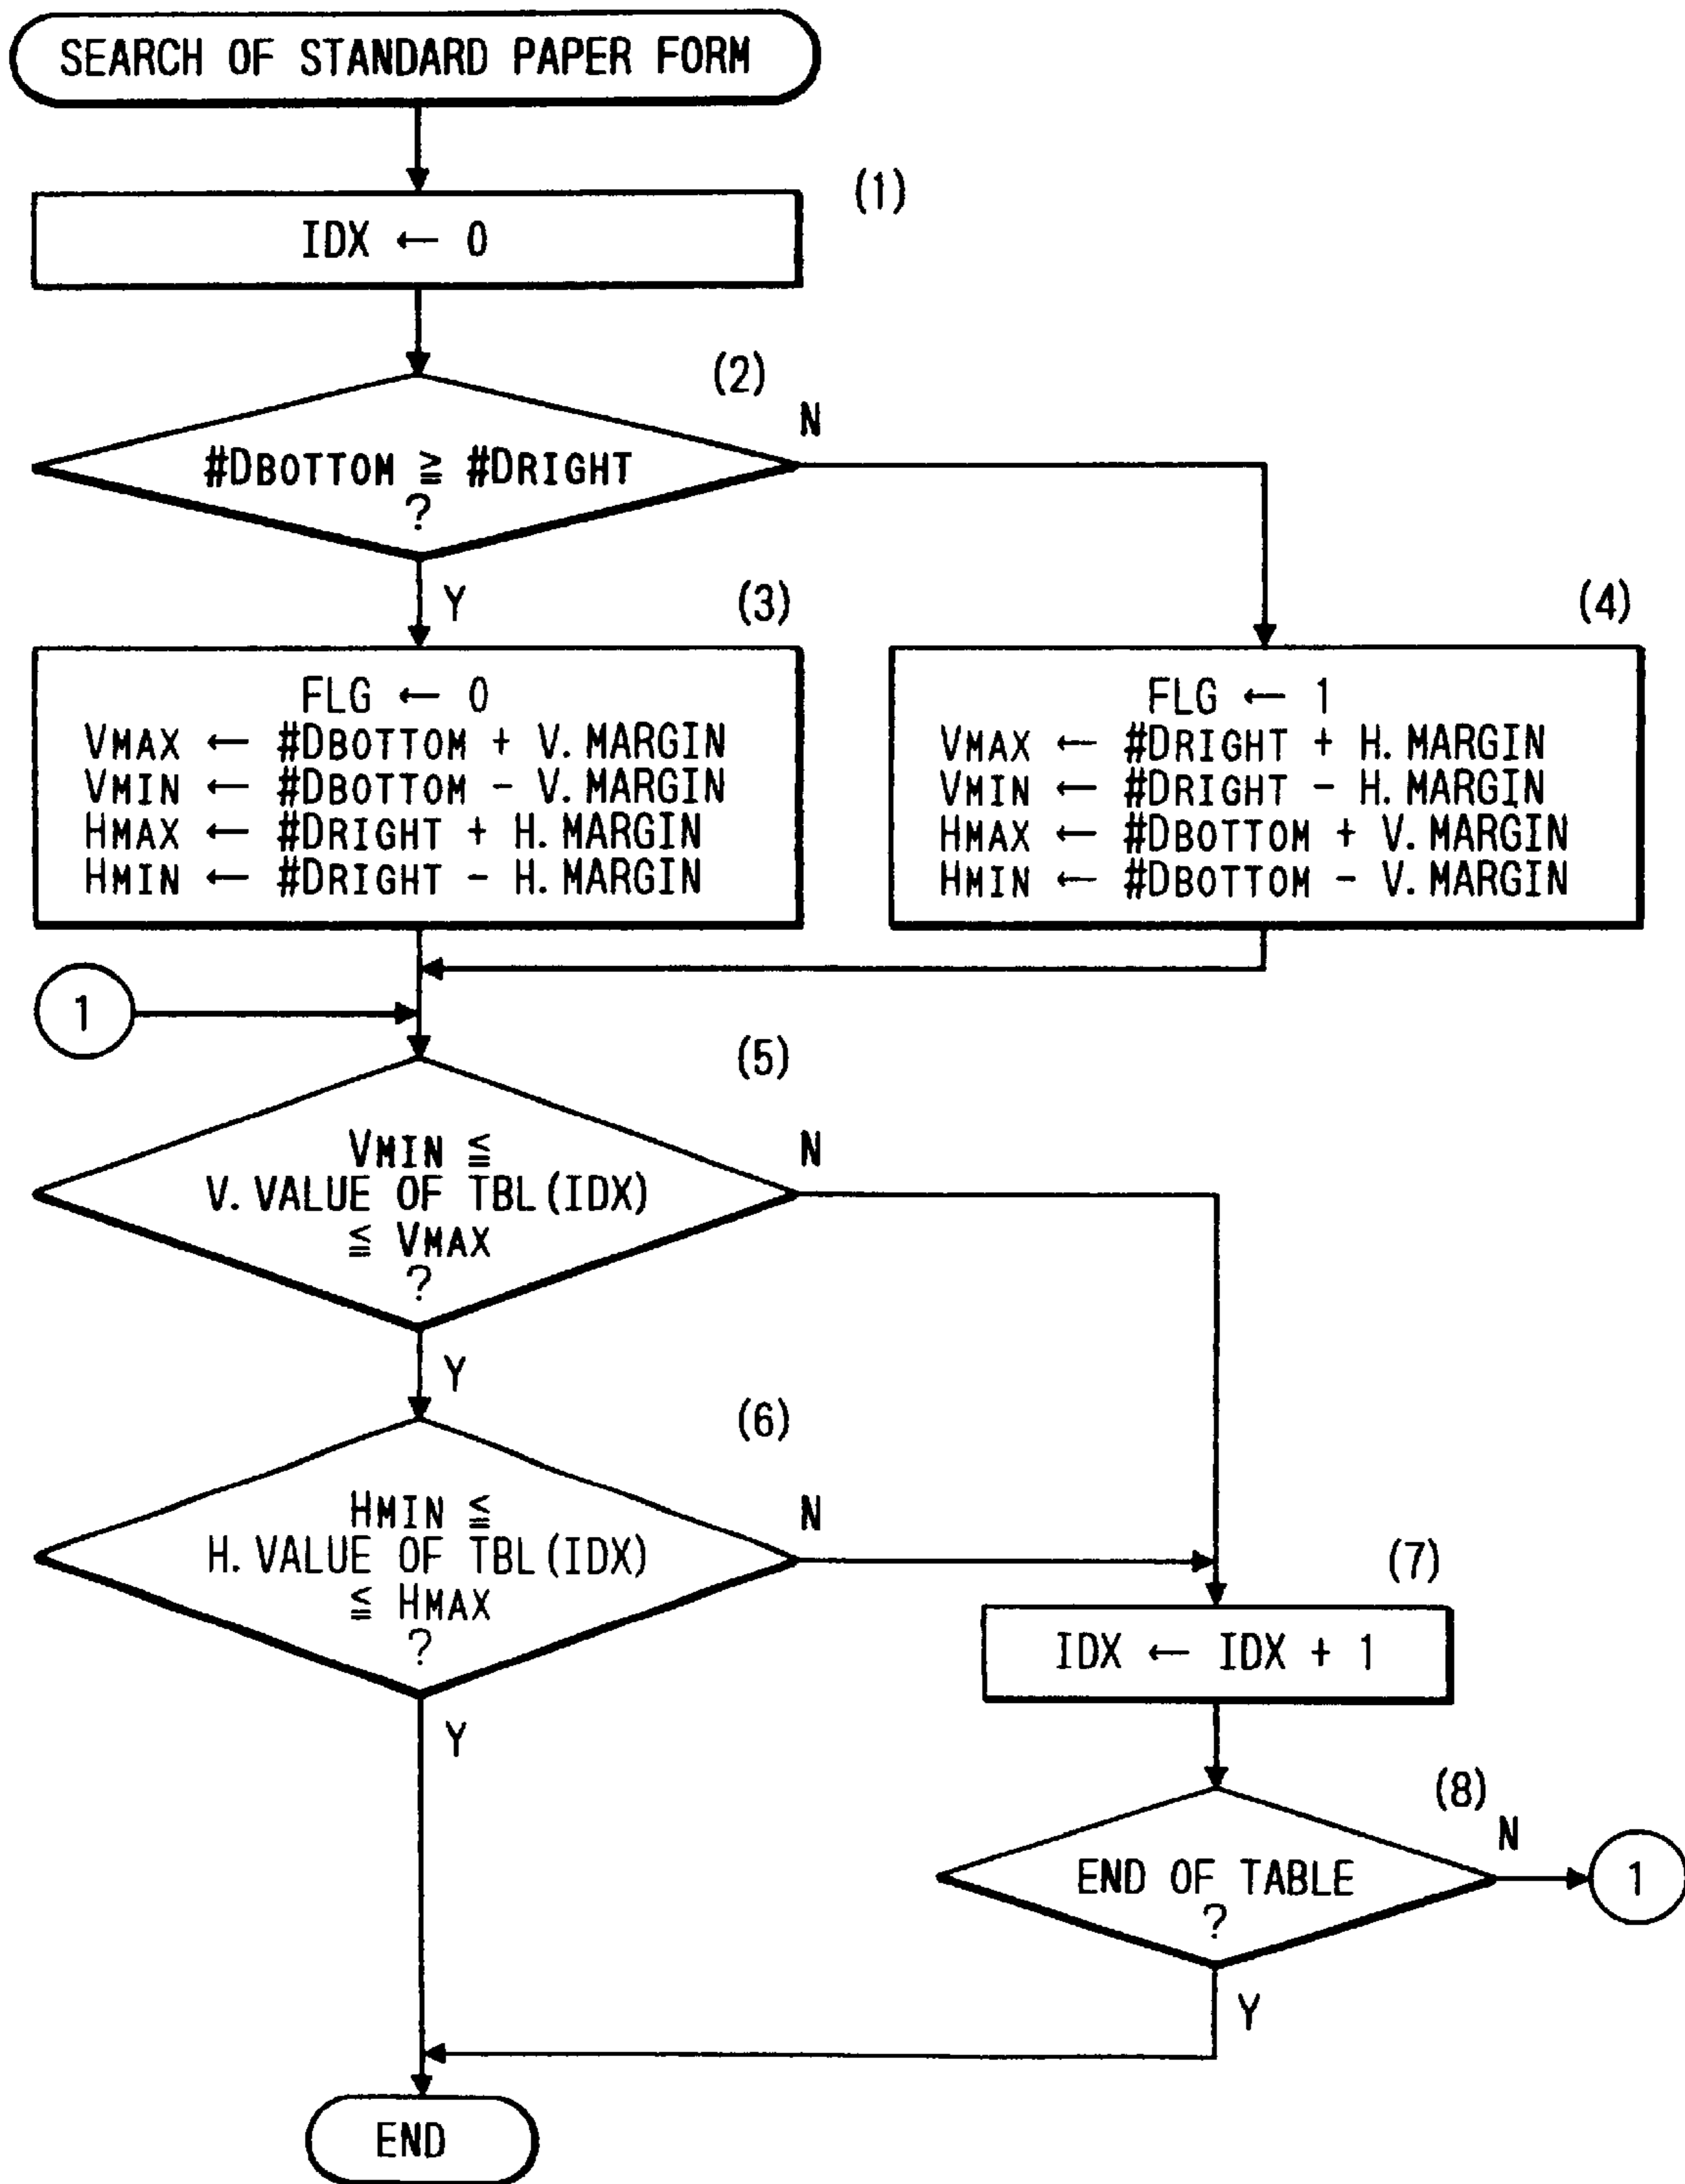 SEARCH OF STANDARD PAPER FORM
(1)
IDX ← 0
(2)
N
#DBOTTOM ≧ #DRIGHT
?
Y
(3)
FLG ← 0
VMAX ← #DBOTTOM + V. MARGIN
VMIN ← #DBOTTOM - V. MARGIN
HMAX ← #DRIGHT + H. MARGIN
HMIN ← #DRIGHT - H. MARGIN
(4)
FLG ← 1
VMAX ← #DRIGHT + H. MARGIN
VMIN ← #DRIGHT - H. MARGIN
HMAX ← #DBOTTOM + V. MARGIN
HMIN ← #DBOTTOM - V. MARGIN
1
(5)
VMIN ≦
V. VALUE OF TBL(IDX)
≦ VMAX
?
N
Y
(6)
HMIN ≦
H. VALUE OF TBL(IDX)
≦ HMAX
?
N
Y
(7)
IDX ← IDX + 1
(8)
END OF TABLE
?
N
1
Y
END